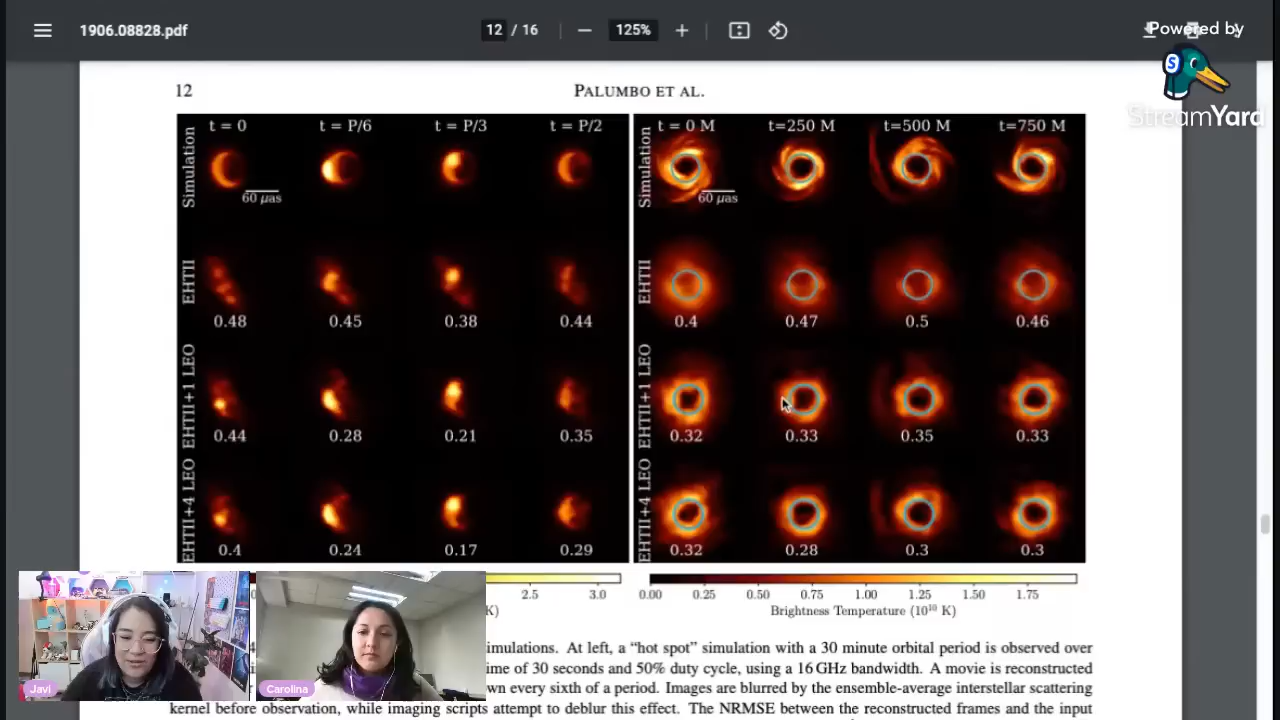 1906.08828.pdf
12 / 16
125%
Powered by
S
StreamYard
12
PALUMBO ET AL.
t = 0
t = P/6
t = P/3
t = P/2
Simulation
60 μas
EHTII
0.48
0.45
0.38
0.44
EHTII+1 LEO
0.44
0.28
0.21
0.35
EHTII+4 LEO
0.4
0.24
0.17
0.29
t = 0 M
t=250 M
t=500 M
t=750 M
Simulation
60 μas
EHTII
0.4
0.47
0.5
0.46
EHTII+1 LEO
0.32
0.33
0.35
0.33
EHTII+4 LEO
0.32
0.28
0.3
0.3
2.5
3.0
K)
0.00
0.25
0.50
0.75
1.00
1.25
1.50
1.75
Brightness Temperature (10¹⁰ K)
imulations. At left, a “hot spot” simulation with a 30 minute orbital period is observed over
ime of 30 seconds and 50% duty cycle, using a 16 GHz bandwidth. A movie is reconstructed
wn every sixth of a period. Images are blurred by the ensemble-average interstellar scattering
kernel before observation, while imaging scripts attempt to deblur this effect. The NRMSE between the reconstructed frames and the input
Javi
Carolina